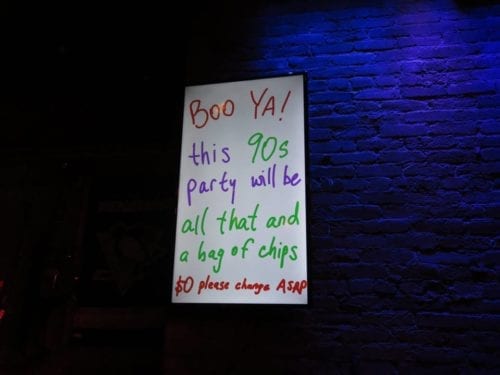 BOO YA!
this 90s
party will be
all that and
a bag of chips
$0 please change ASAP